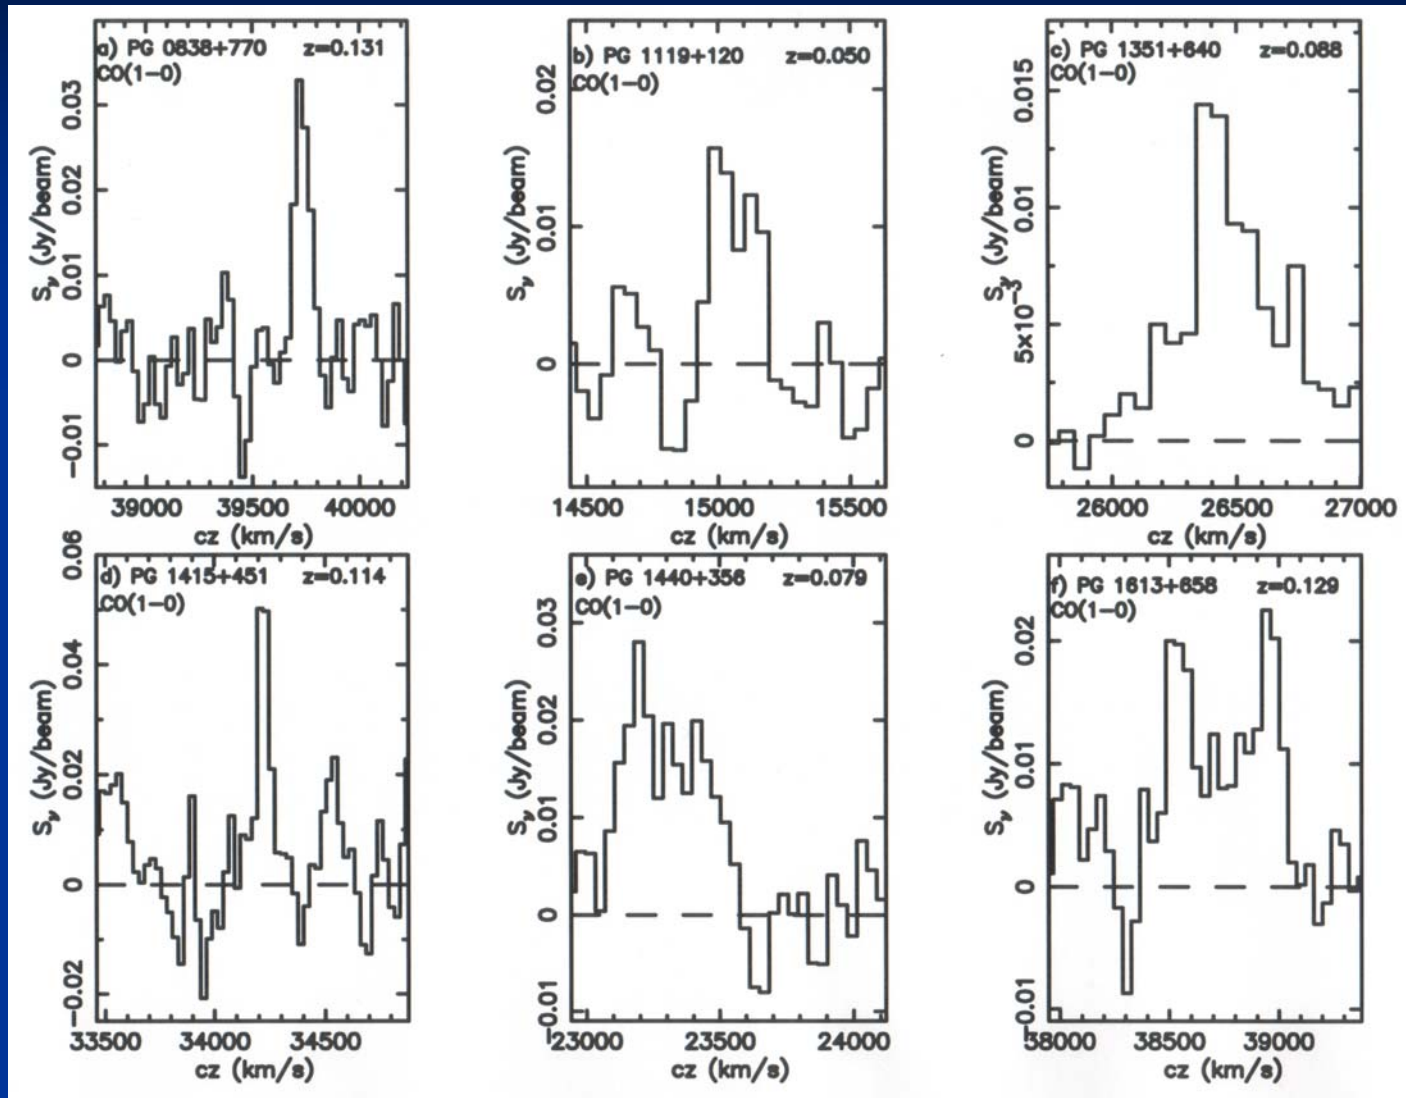 a) PG 0838+770 z=0.131
CO(1−0)
S𝜈 (Jy/beam)
0.03
0.02
0.01
0
−0.01
39000 39500 40000
cz (km/s)
b) PG 1119+120 z=0.050
CO(1−0)
S𝜈 (Jy/beam)
0.02
0.01
0
14500 15000 15500
cz (km/s)
c) PG 1351+640 z=0.088
CO(1−0)
S𝜈 (Jy/beam)
0.015
0.01
5×10−3
0
26000 26500 27000
cz (km/s)
d) PG 1415+451 z=0.114
CO(1−0)
S𝜈 (Jy/beam)
0.06
0.04
0.02
0
−0.02
33500 34000 34500
cz (km/s)
e) PG 1440+356 z=0.079
CO(1−0)
S𝜈 (Jy/beam)
0.03
0.02
0.01
0
−0.01
23000 23500 24000
cz (km/s)
f) PG 1613+658 z=0.129
CO(1−0)
S𝜈 (Jy/beam)
0.02
0.01
0
−0.01
38000 38500 39000
cz (km/s)